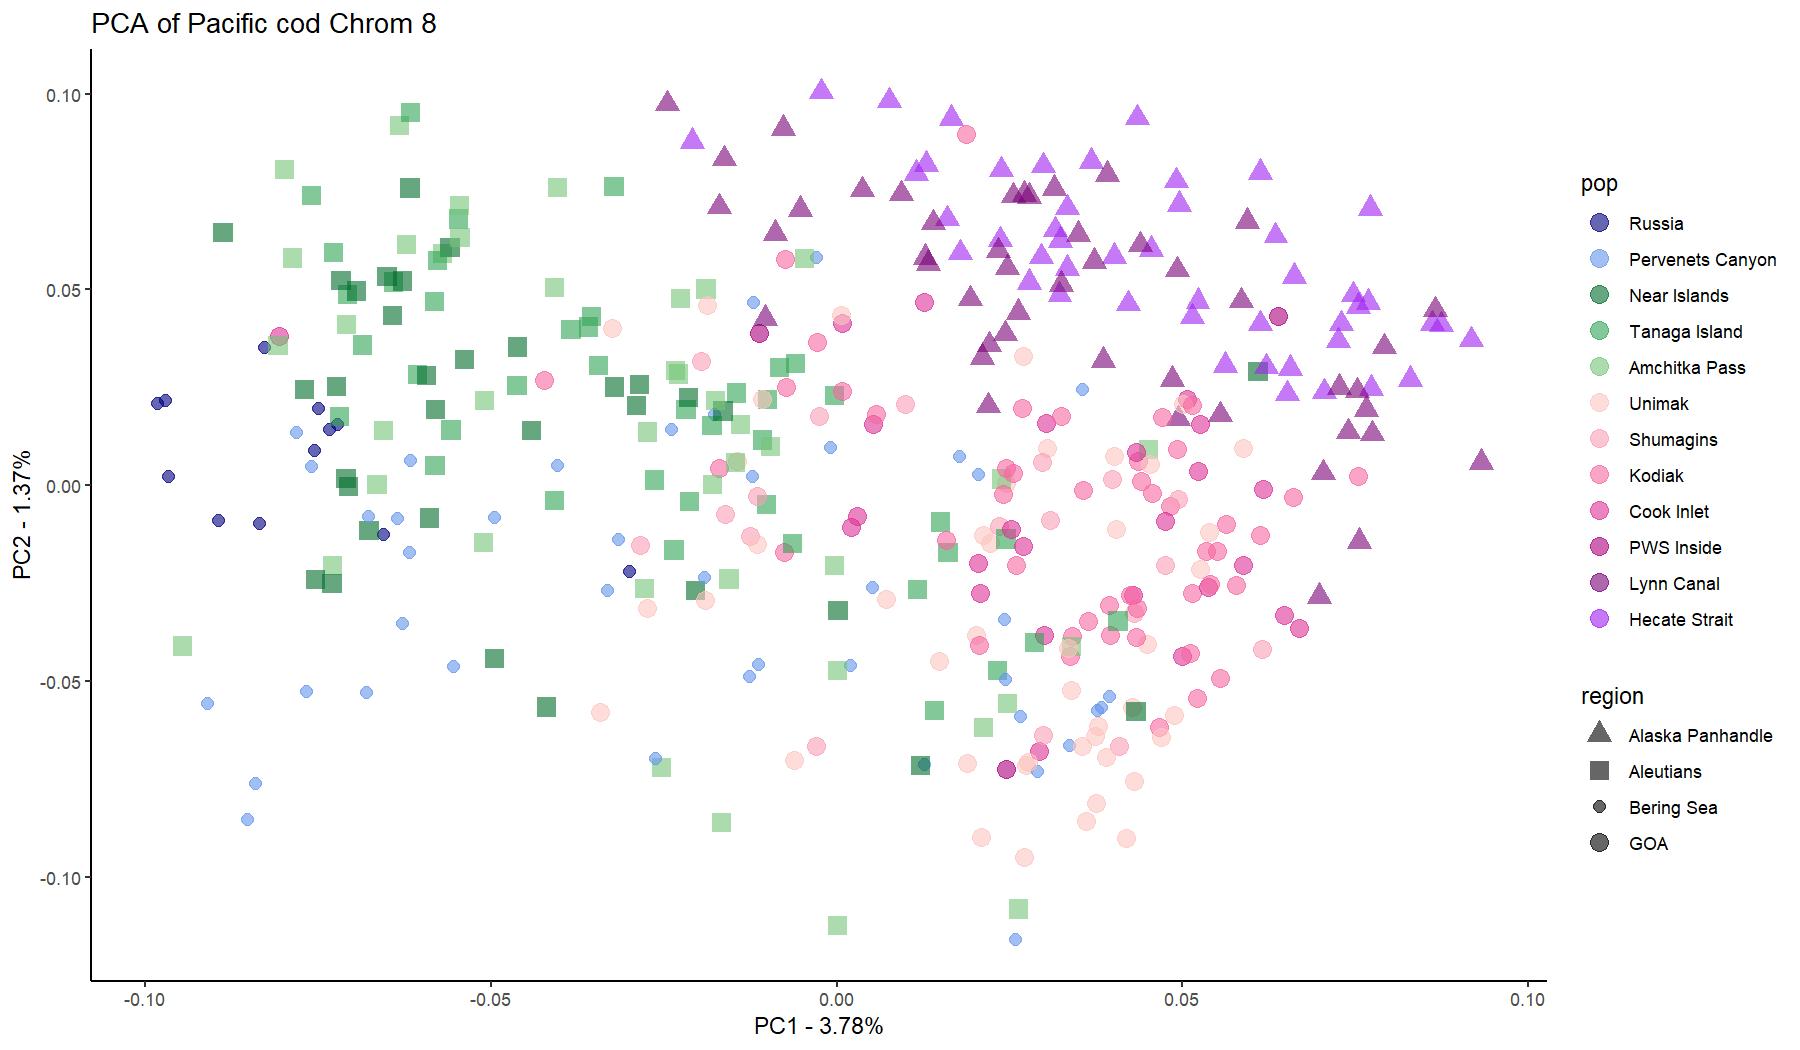 PCA of Pacific cod Chrom 8
0.10
0.05
0.00
-0.05
-0.10
PC2 - 1.37%
-0.10
-0.05
0.00
0.05
0.10
PC1 - 3.78%
pop
Russia
Pervenets Canyon
Near Islands
Tanaga Island
Amchitka Pass
Unimak
Shumagins
Kodiak
Cook Inlet
PWS Inside
Lynn Canal
Hecate Strait
region
Alaska Panhandle
Aleutians
Bering Sea
GOA